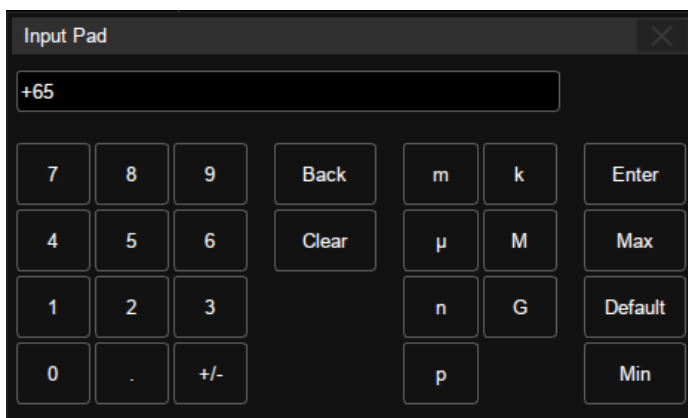 Input Pad
+65
7 8 9 Back m k Enter
4 5 6 Clear µ M Max
1 2 3 n G Default
0 . +/- p Min